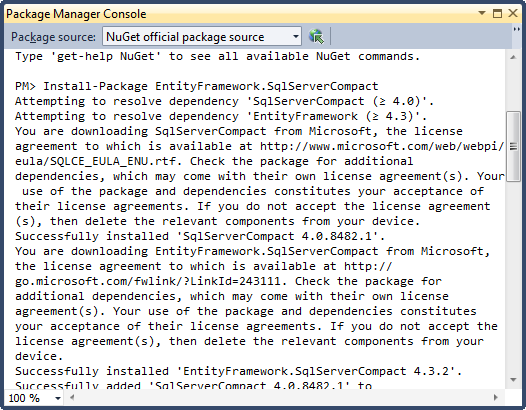 Package Manager Console
Package source: NuGet official package source
Type 'get-help NuGet' to see all available NuGet commands.
PM> Install-Package EntityFramework.SqlServerCompact
Attempting to resolve dependency 'SqlServerCompact (≥ 4.0)'.
Attempting to resolve dependency 'EntityFramework (≥ 4.3)'.
You are downloading SqlServerCompact from Microsoft, the license
agreement to which is available at http://www.microsoft.com/web/webpi/
eula/SQLCE_EULA_ENU.rtf. Check the package for additional
dependencies, which may come with their own license agreement(s). Your
use of the package and dependencies constitutes your acceptance of
their license agreements. If you do not accept the license agreement
(s), then delete the relevant components from your device.
Successfully installed 'SqlServerCompact 4.0.8482.1'.
You are downloading EntityFramework.SqlServerCompact from Microsoft,
the license agreement to which is available at http://
go.microsoft.com/fwlink/?LinkId=243111. Check the package for
additional dependencies, which may come with their own license
agreement(s). Your use of the package and dependencies constitutes
your acceptance of their license agreements. If you do not accept the
license agreement(s), then delete the relevant components from your
device.
Successfully installed 'EntityFramework.SqlServerCompact 4.3.2'.
Successfully added 'SqlServerCompact 4.0.8482.1' to
100 %